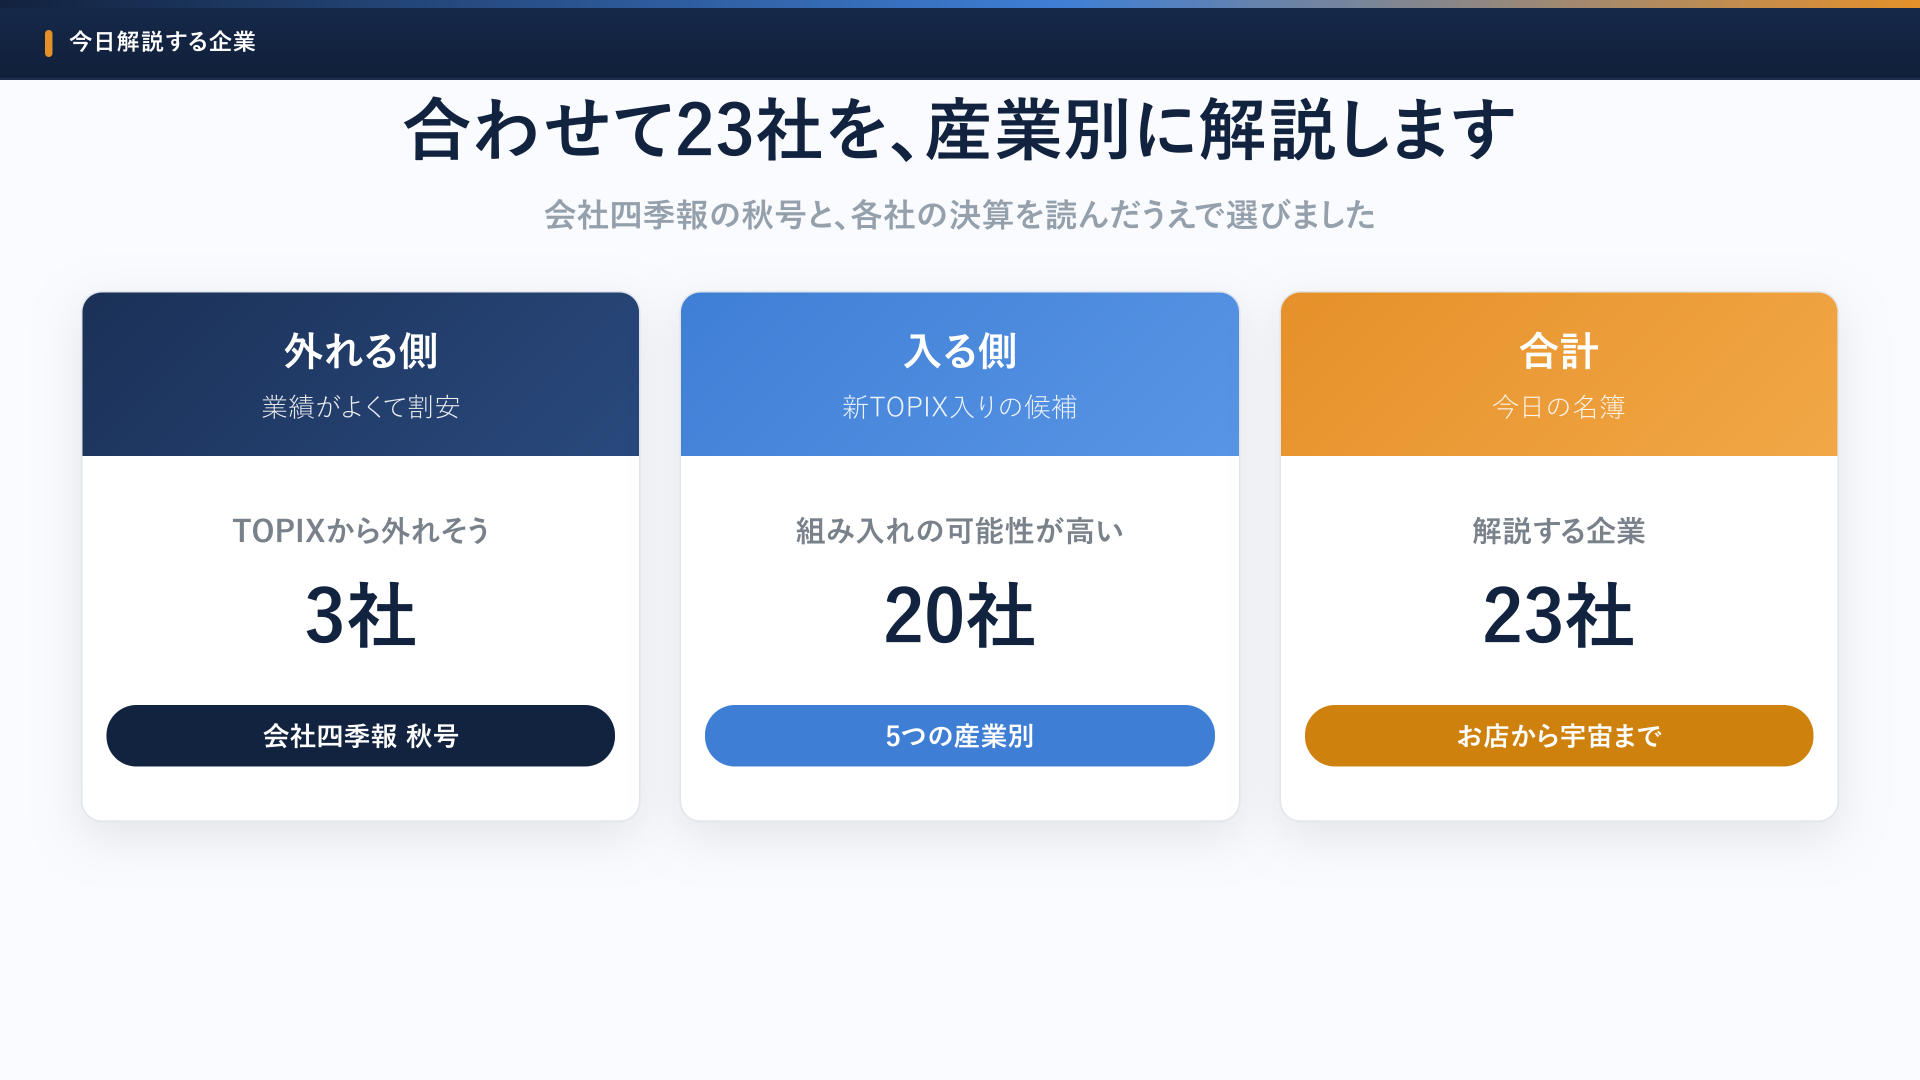 今日解説する企業
合わせて23社を、産業別に解説します
会社四季報の秋号と、各社の決算を読んだうえで選びました
外れる側
業績がよくて割安
TOPIXから外れそう
3社
会社四季報 秋号
入る側
新TOPIX入りの候補
組み入れの可能性が高い
20社
5つの産業別
合計
今日の名簿
解説する企業
23社
お店から宇宙まで